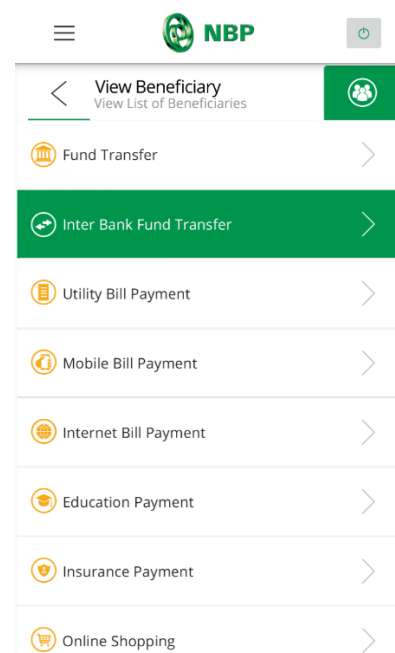 NBP
View Beneficiary
View List of Beneficiaries
Fund Transfer
Inter Bank Fund Transfer
Utility Bill Payment
Mobile Bill Payment
Internet Bill Payment
Education Payment
Insurance Payment
Online Shopping